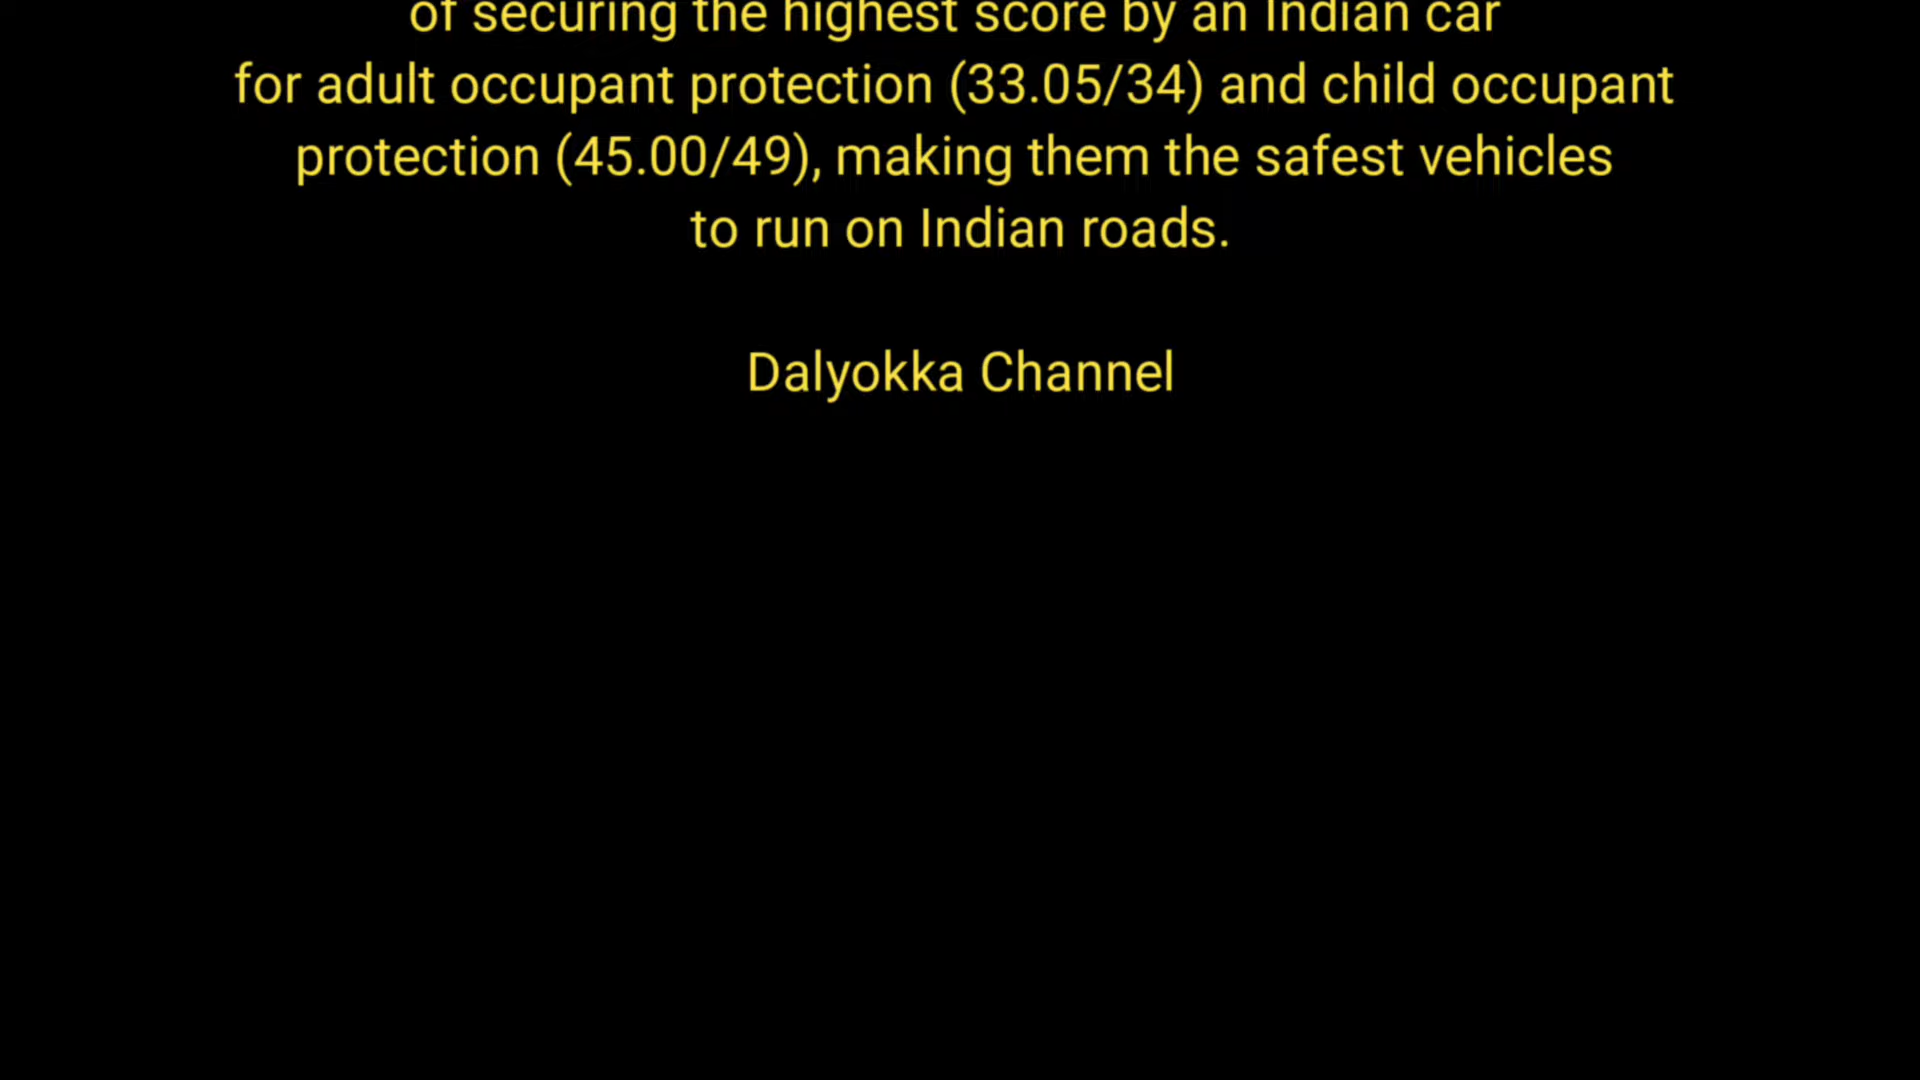 of securing the highest score by an Indian car
for adult occupant protection (33.05/34) and child occupant
protection (45.00/49), making them the safest vehicles
to run on Indian roads.
Dalyokka Channel